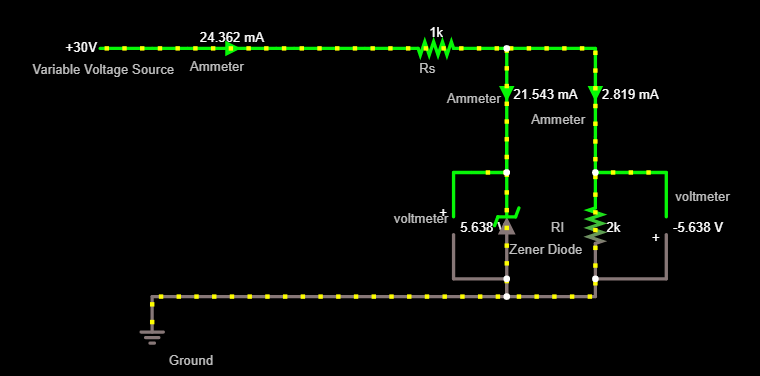 24.362 mA
1k
+30V
Variable Voltage Source
Ammeter
Rs
Ammeter
21.543 mA
2.819 mA
Ammeter
voltmeter
+
voltmeter
5.638 V
Rl
2k
-5.638 V
+
Zener Diode
Ground